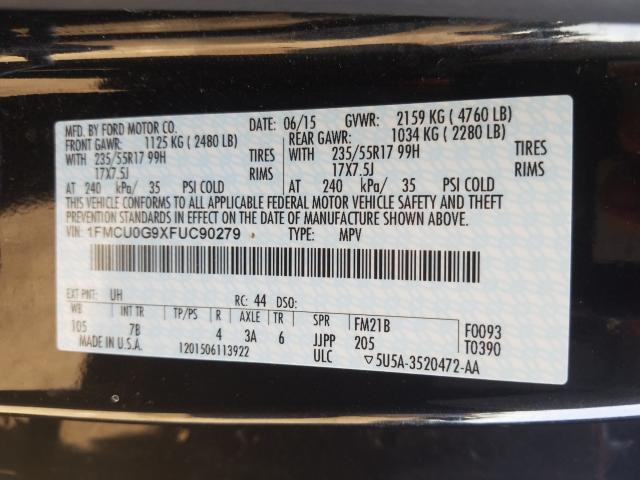 MFD. BY FORD MOTOR CO.
DATE: 06/15 GVWR: 2159 KG ( 4760 LB)
FRONT GAWR: 1125 KG ( 2480 LB) REAR GAWR: 1034 KG ( 2280 LB)
WITH 235/55R17 99H TIRES WITH 235/55R17 99H TIRES
17X7.5J RIMS 17X7.5J RIMS
AT 240 kPa/ 35 PSI COLD AT 240 kPa/ 35 PSI COLD
THIS VEHICLE CONFORMS TO ALL APPLICABLE FEDERAL MOTOR VEHICLE SAFETY AND THEFT PREVENTION
STANDARDS IN EFFECT ON THE DATE OF MANUFACTURE SHOWN ABOVE.
VIN: 1FMCU0G9XFUC90279 TYPE: MPV
EXT PNT: UH RC: 44 DSO:
WB INT TR TP/PS R AXLE TR SPR FM21B F0093
105 7B 4 3A 6 JJPP 205 T0390
MADE IN U.S.A. 1201506113922 ULC ▽5U5A-3520472-AA